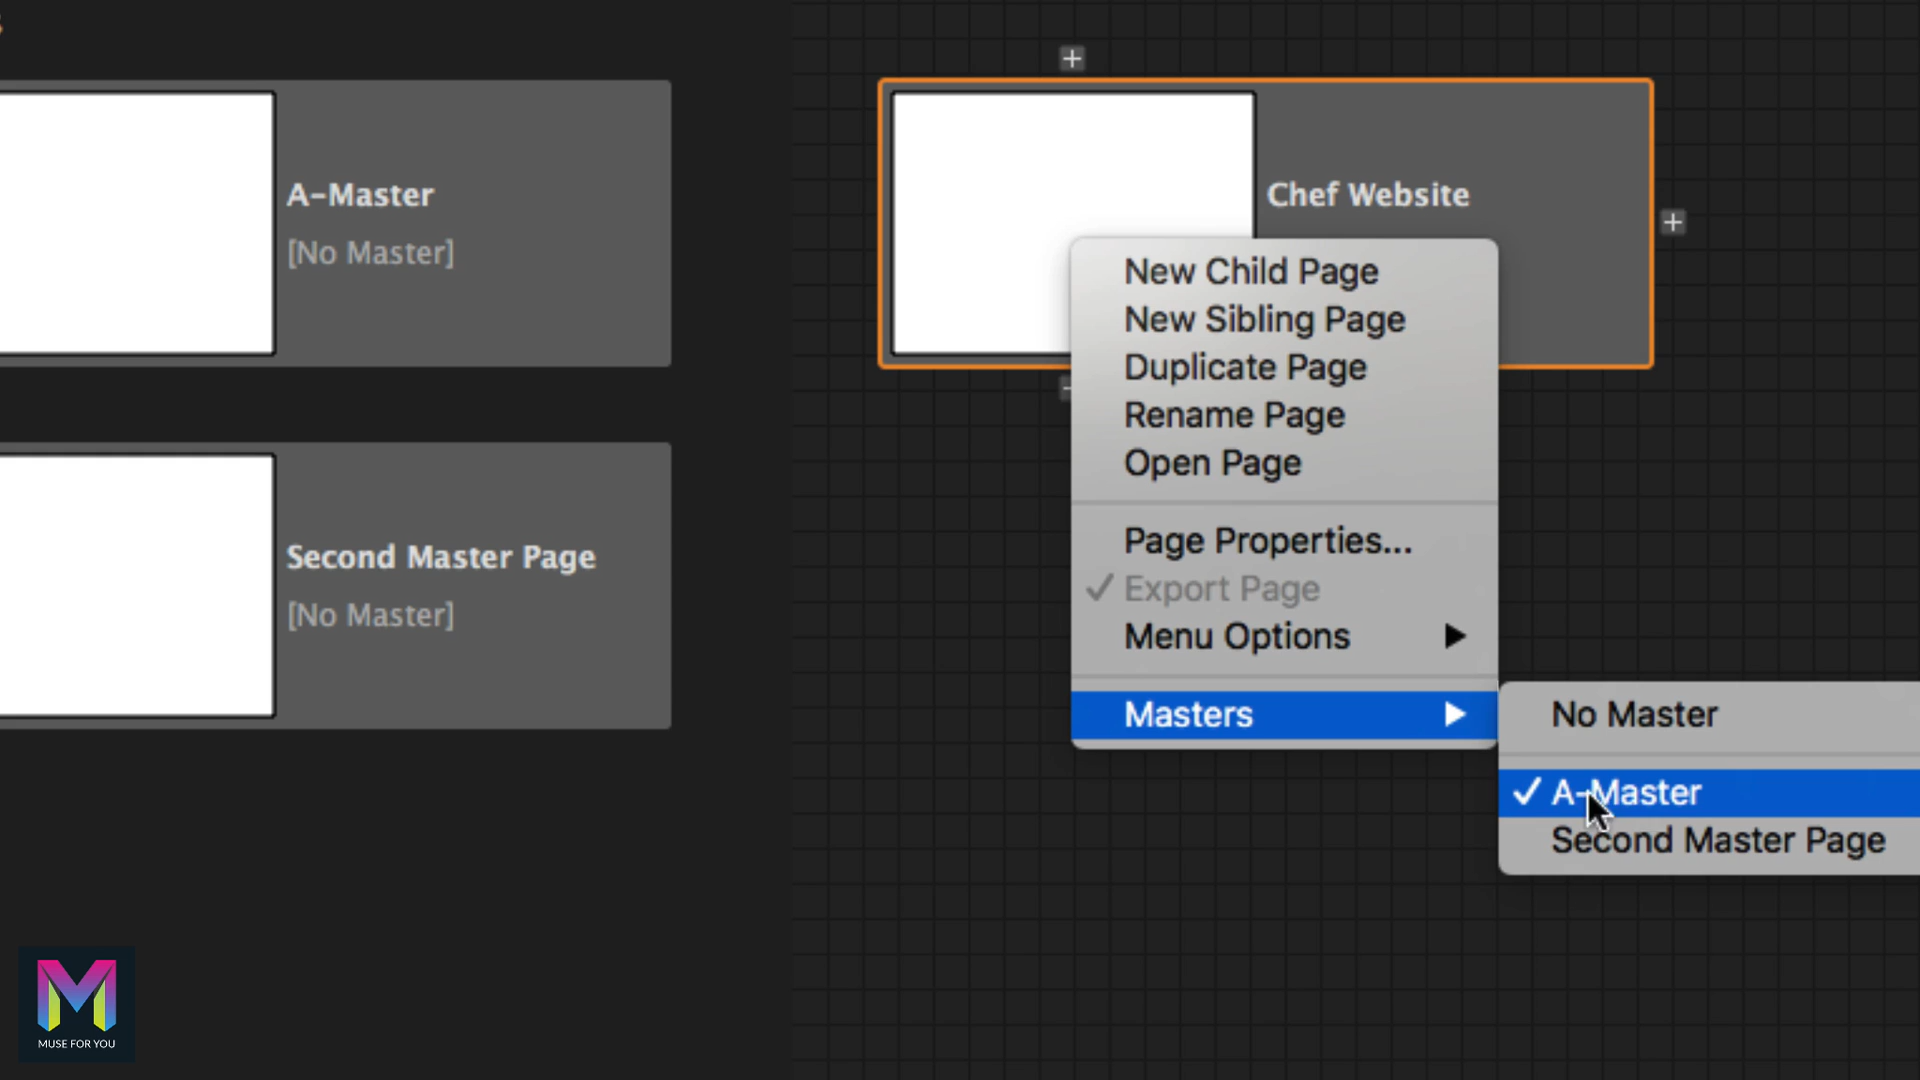 A-Master
[No Master]
Second Master Page
[No Master]
Chef Website
New Child Page
New Sibling Page
Duplicate Page
Rename Page
Open Page
Page Properties...
Export Page
Menu Options
Masters
No Master
A-Master
Second Master Page
MUSE FOR YOU